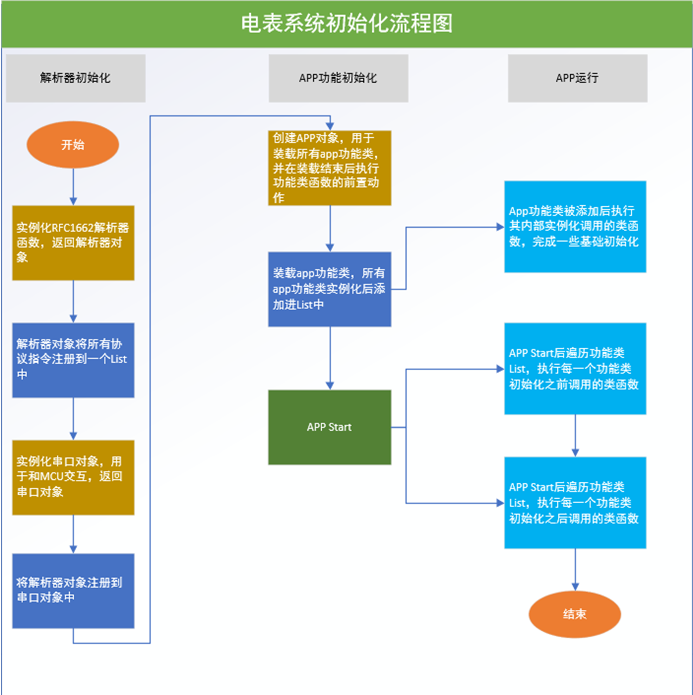 电表系统初始化流程图
解析器初始化
APP功能初始化
APP运行
开始
实例化RFC1662解析器
函数，返回解析器对
象
解析器对象将所有协
议指令注册到一个List
中
实例化串口对象，用
于和MCU交互，返回
串口对象
将解析器对象注册到
串口对象中
创建APP对象，用于
装载所有app功能类，
并在装载结束后执行
功能类函数的前置动
作
装载app功能类，所有
app功能类实例化后添
加进List中
APP Start
App功能类被添加后执行
其内部实例化调用的类函
数，完成一些基础初始化
APP Start后遍历功能类
List，执行每一个功能类
初始化之前调用的类函数
APP Start后遍历功能类
List，执行每一个功能类
初始化之后调用的类函数
结束